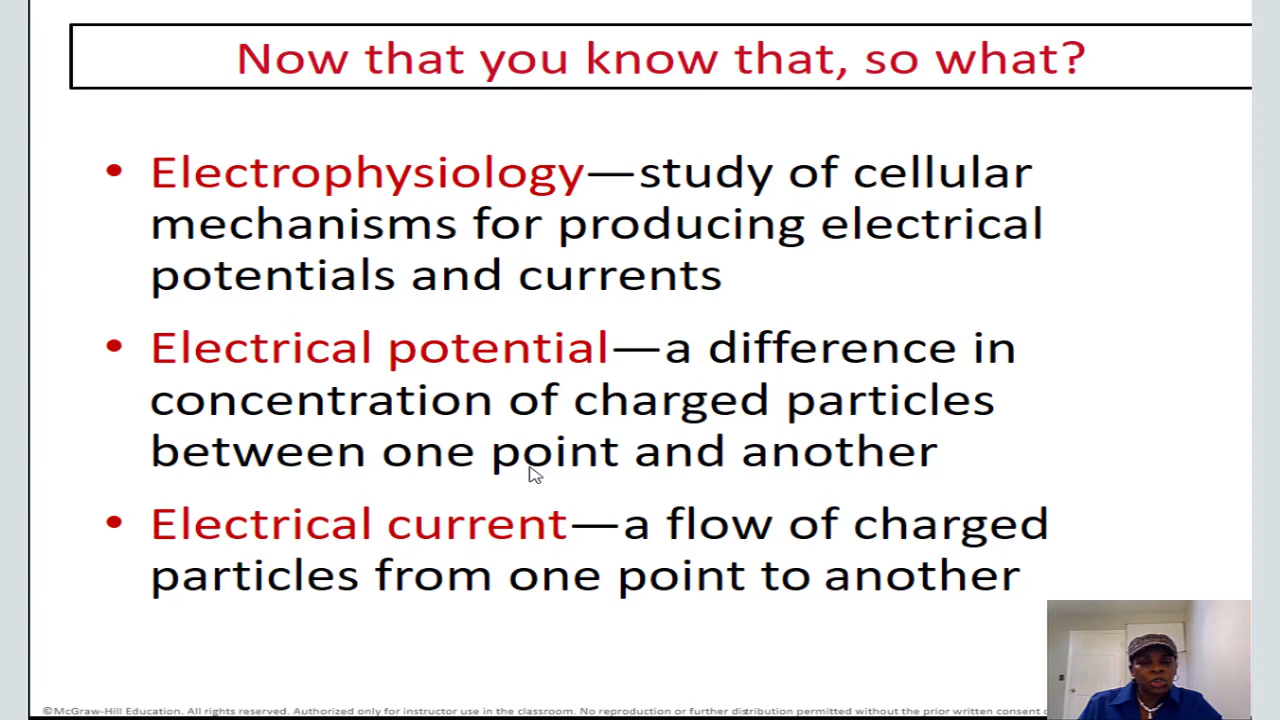 Now that you know that, so what?
• Electrophysiology—study of cellular
mechanisms for producing electrical
potentials and currents
• Electrical potential—a difference in
concentration of charged particles
between one point and another
• Electrical current—a flow of charged
particles from one point to another
©McGraw-Hill Education. All rights reserved. Authorized only for instructor use in the classroom. No reproduction or further distribution permitted without the prior written consent